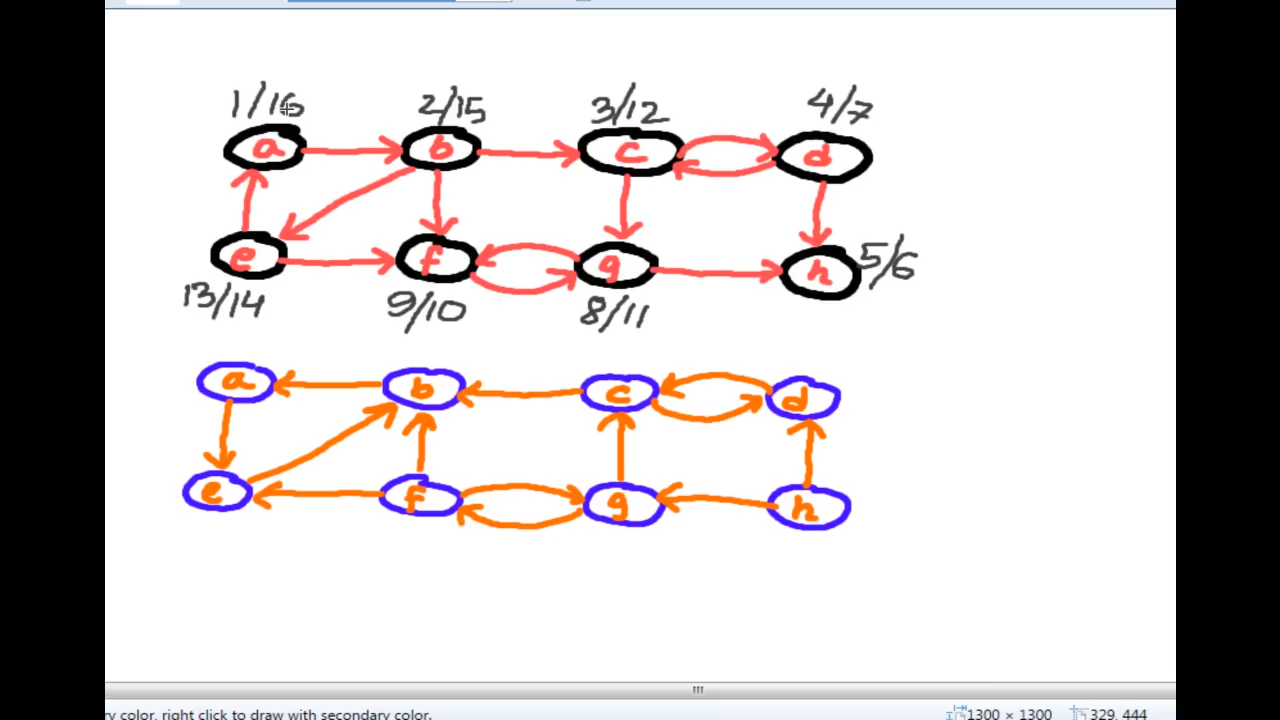 1/16 2/15 3/12 4/7
a b c d
e f g h
5/6
13/14 9/10 8/11
a b c d
e f g h
ry color, right click to draw with secondary color. 1300 × 1300 329, 444